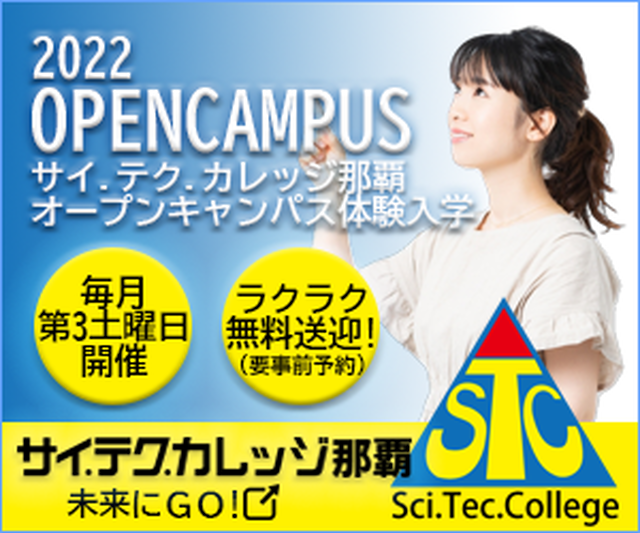 2022
OPENCAMPUS
サイ.テク.カレッジ那覇
オープンキャンパス体験入学
毎月
第3土曜日
開催
ラクラク
無料送迎!
(要事前予約)
サイ.テク.カレッジ那覇
未来にGO!
STC
Sci.Tec.College